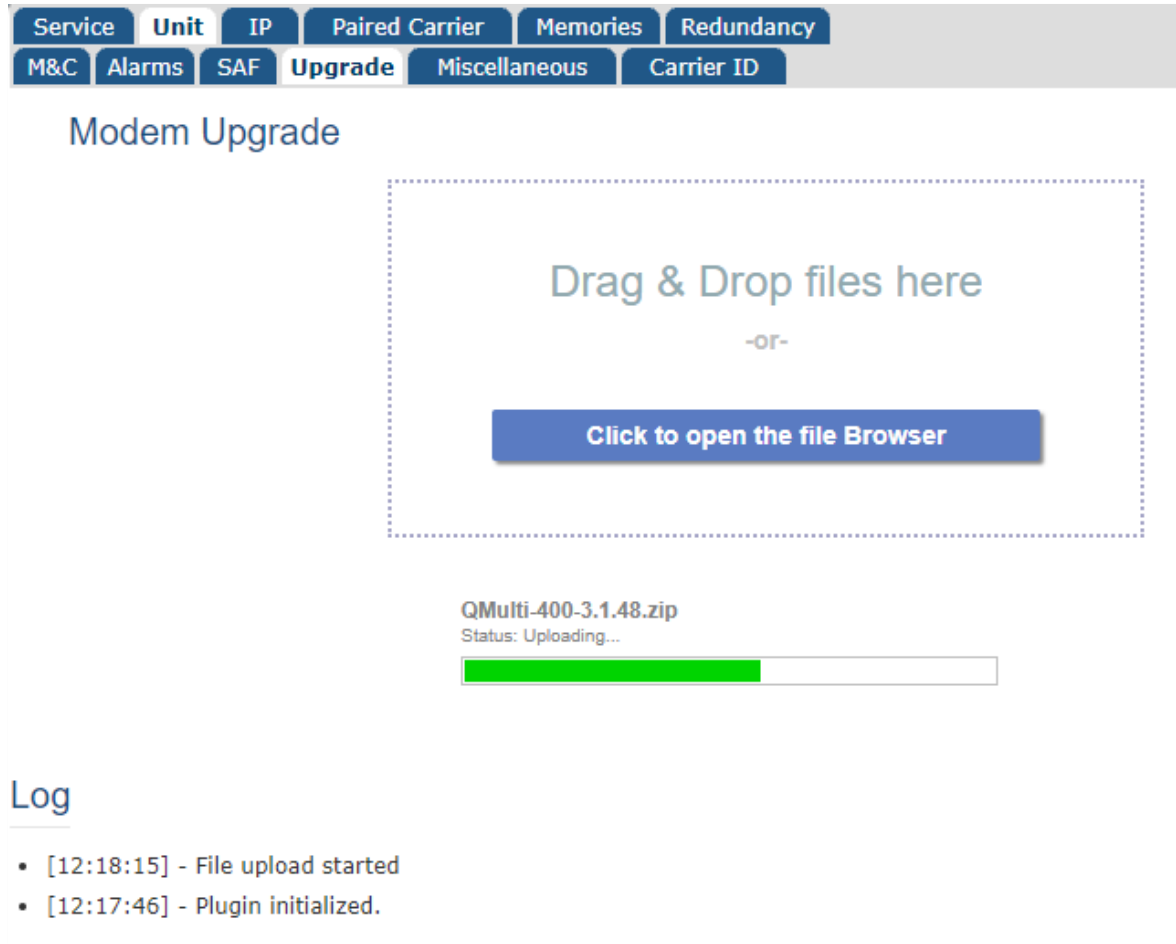 Service Unit IP Paired Carrier Memories Redundancy
M&C Alarms SAF Upgrade Miscellaneous Carrier ID
Modem Upgrade
Drag & Drop files here
-or-
Click to open the file Browser
QMulti-400-3.1.48.zip
Status: Uploading...
Log
• [12:18:15] - File upload started
• [12:17:46] - Plugin initialized.